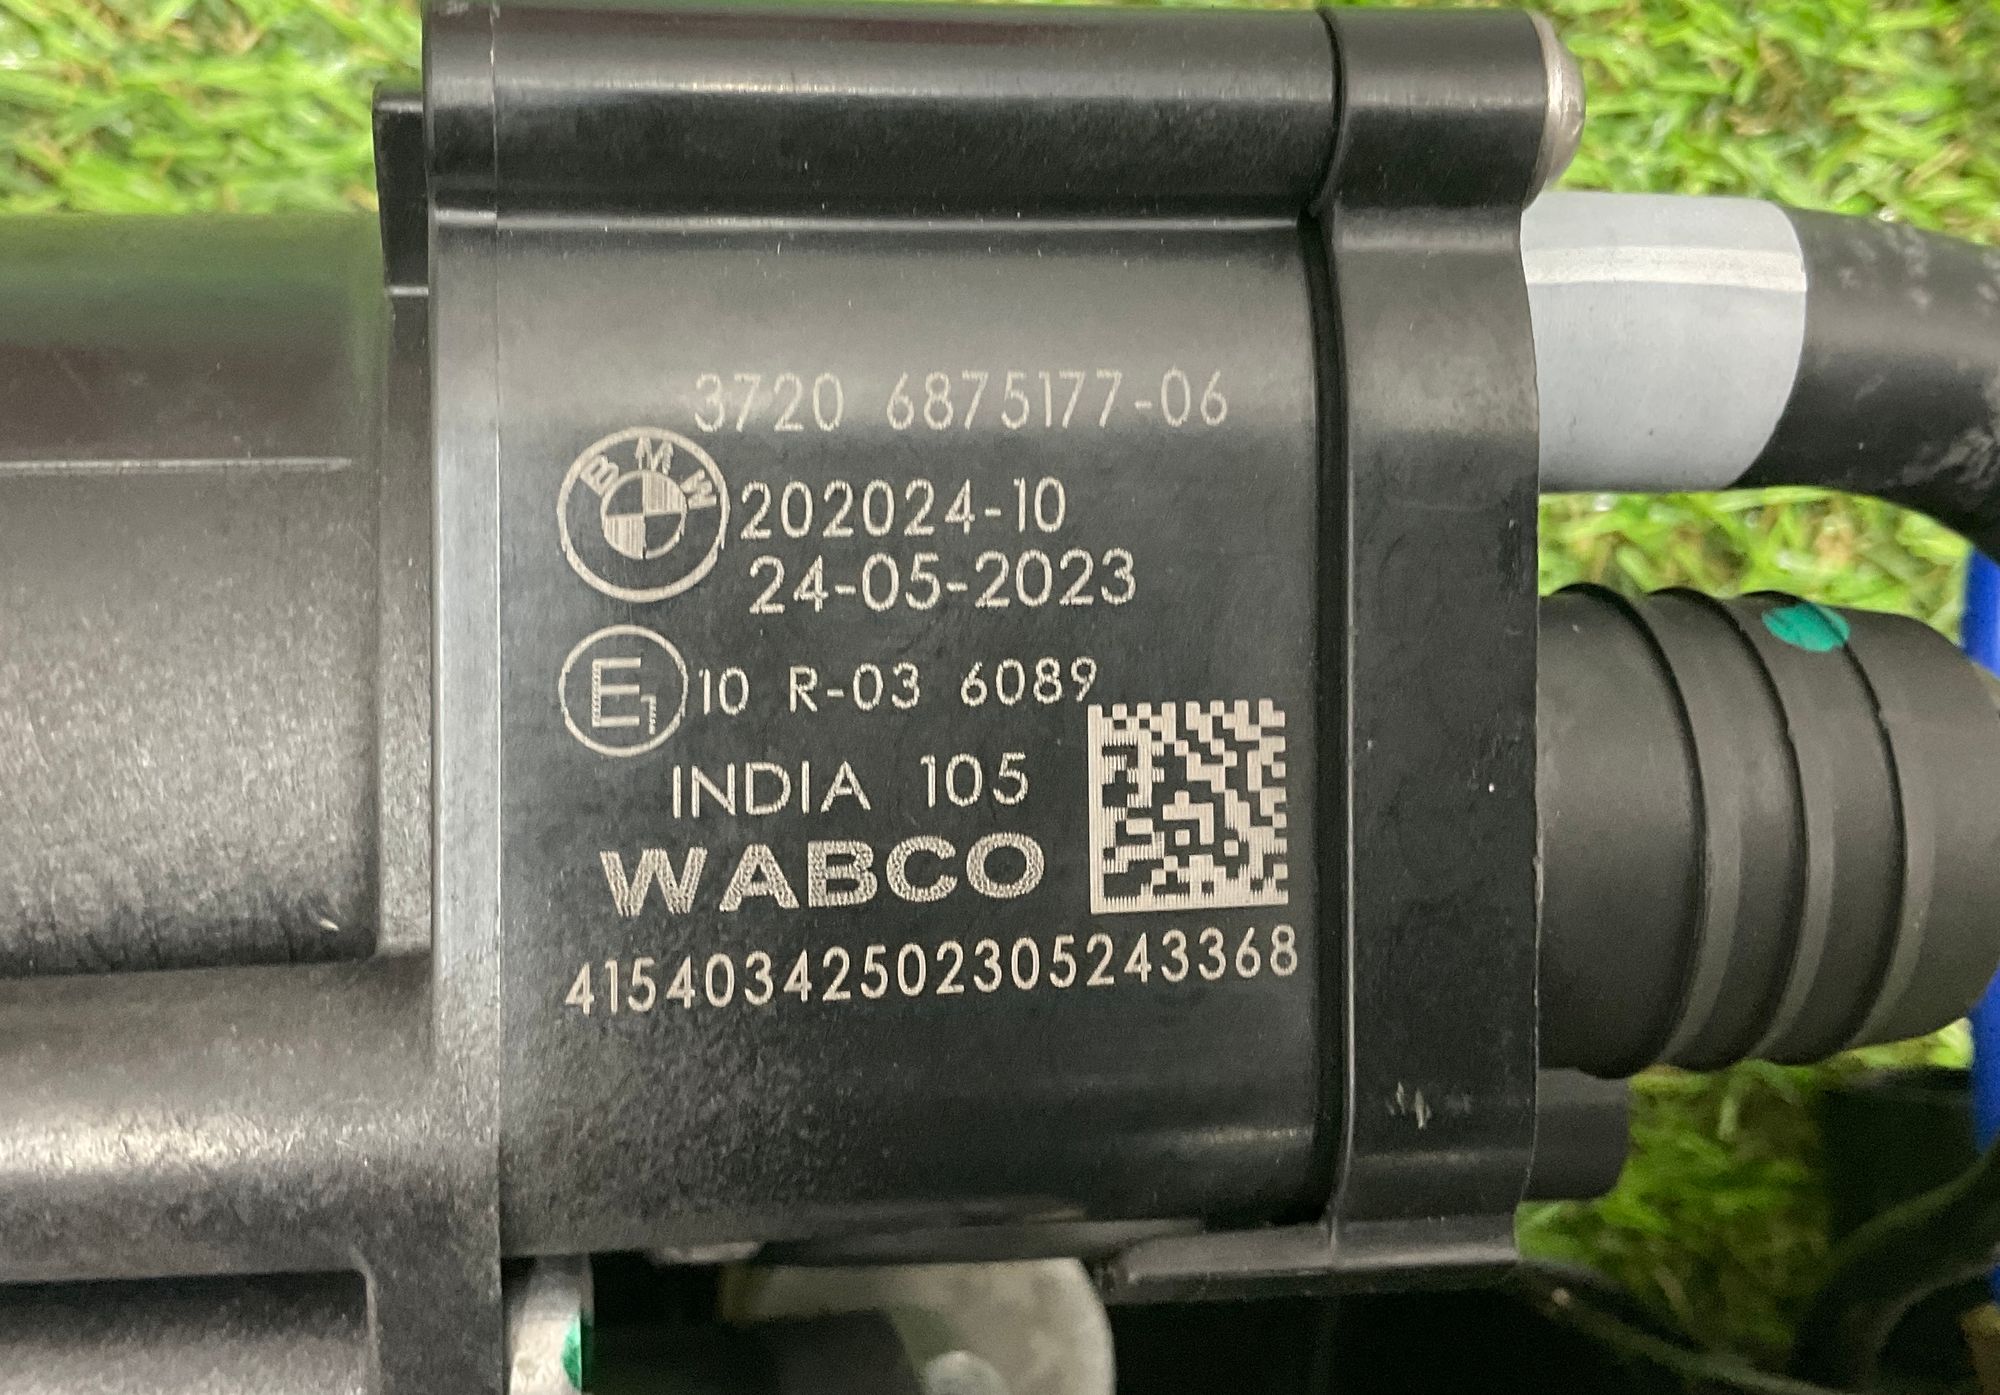 3720 6875177-06
BMW
202024-10
24-05-2023
E1 10 R-03 6089
INDIA 105
WABCO
41540342502305243368